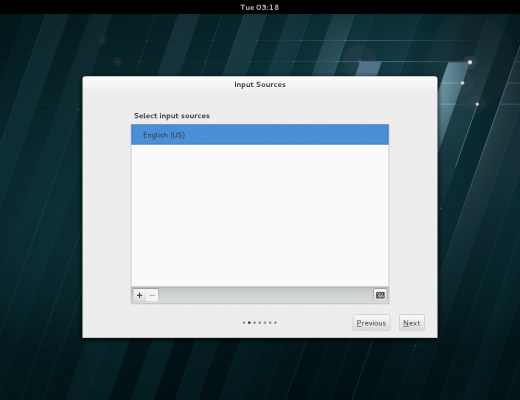 Tue 03:18
Input Sources
Select input sources
English (US)
+ −
Previous Next